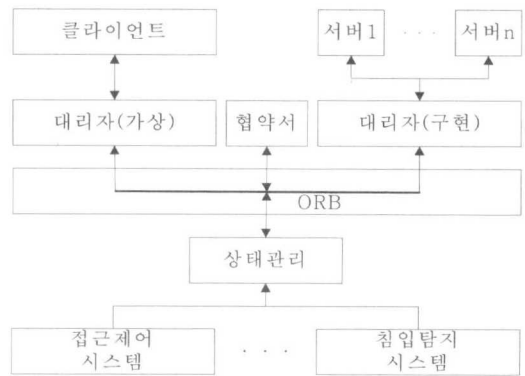 클라이언트
서버1 · · · 서버n
대리자(가상)
협약서
대리자(구현)
ORB
상태관리
접근제어
시스템
· · ·
침입탐지
시스템